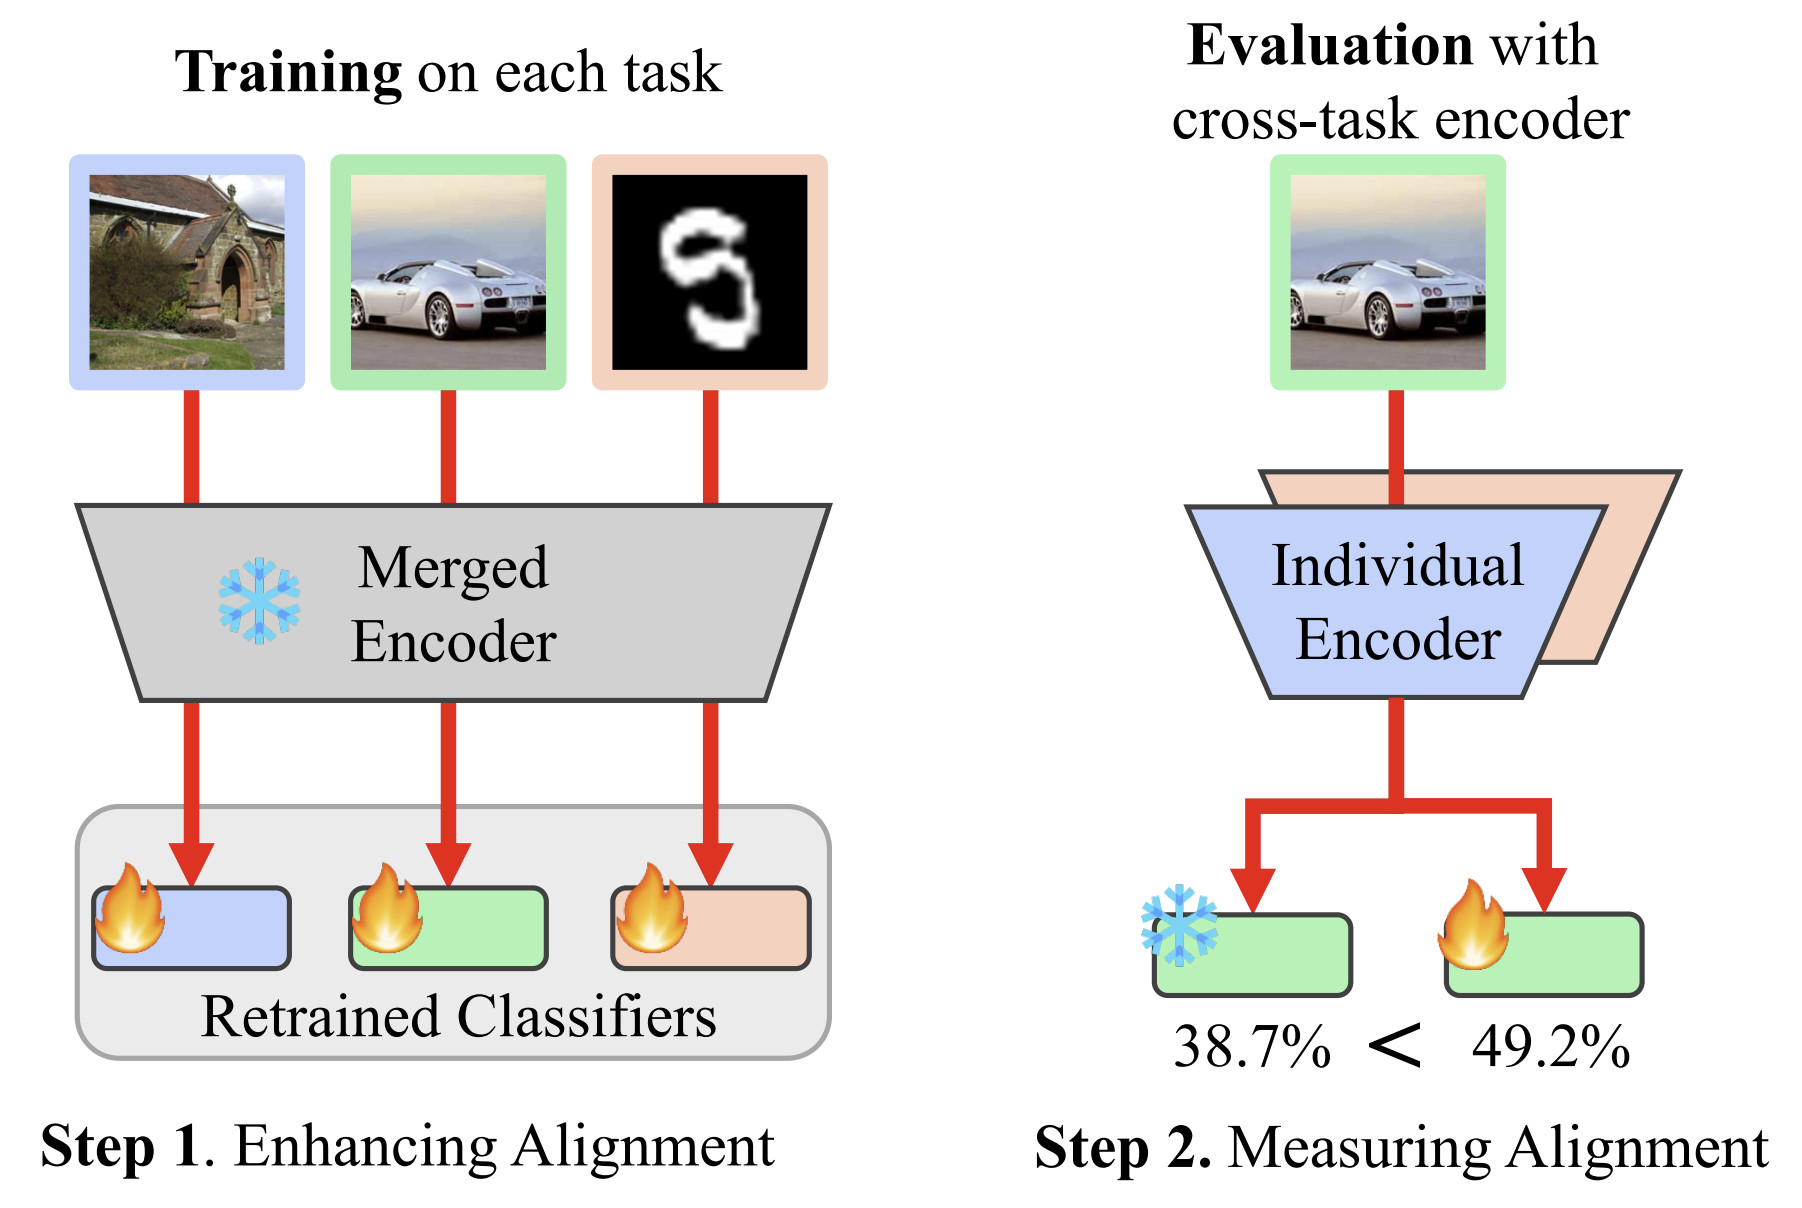 Training on each task
Merged
Encoder
Retrained Classifiers
Step 1. Enhancing Alignment
Evaluation with
cross-task encoder
Individual
Encoder
38.7% < 49.2%
Step 2. Measuring Alignment